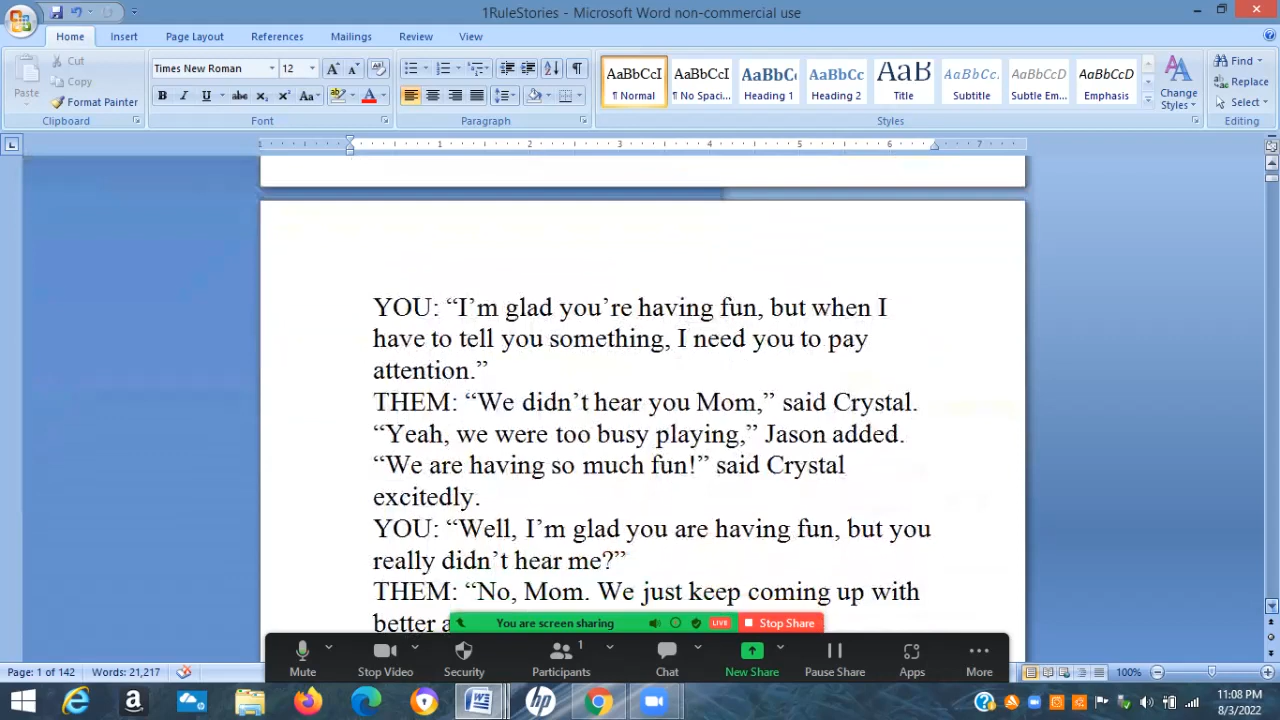 1RuleStories - Microsoft Word non-commercial use
Home Insert Page Layout References Mailings Review View
Paste
Cut
Copy
Format Painter
Clipboard
Times New Roman 12
Font
Paragraph
AaBbCcI AaBbCcI AaBbC AaBbCc AaB AaBbCc. AaBbCcD AaBbCcD
¶ Normal ¶ No Spaci... Heading 1 Heading 2 Title Subtitle Subtle Em... Emphasis
Change Styles
Styles
Find
Replace
Select
Editing
1 1 2 3 4 5 6 7
YOU: “I’m glad you’re having fun, but when I
have to tell you something, I need you to pay
attention.”
THEM: “We didn’t hear you Mom,” said Crystal.
“Yeah, we were too busy playing,” Jason added.
“We are having so much fun!” said Crystal
excitedly.
YOU: “Well, I’m glad you are having fun, but you
really didn’t hear me?”
THEM: “No, Mom. We just keep coming up with
better a
You are screen sharing LIVE Stop Share
1
Mute Stop Video Security Participants Chat New Share Pause Share Apps More
Page: 1 of 142 Words: 21,217 100%
11:08 PM
8/3/2022